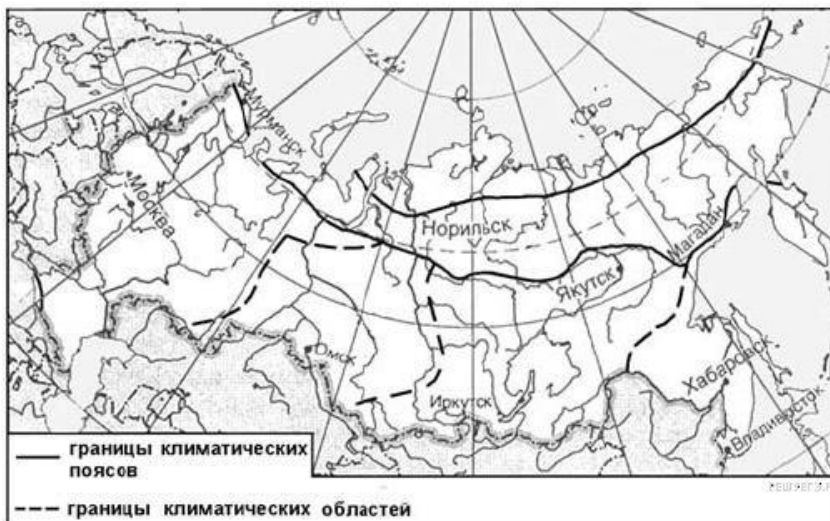 Мурманск
Москва
Норильск
Магадан
Якутск
Омск
Хабаровск
Иркутск
Владивосток
границы климатических
поясов
границы климатических областей